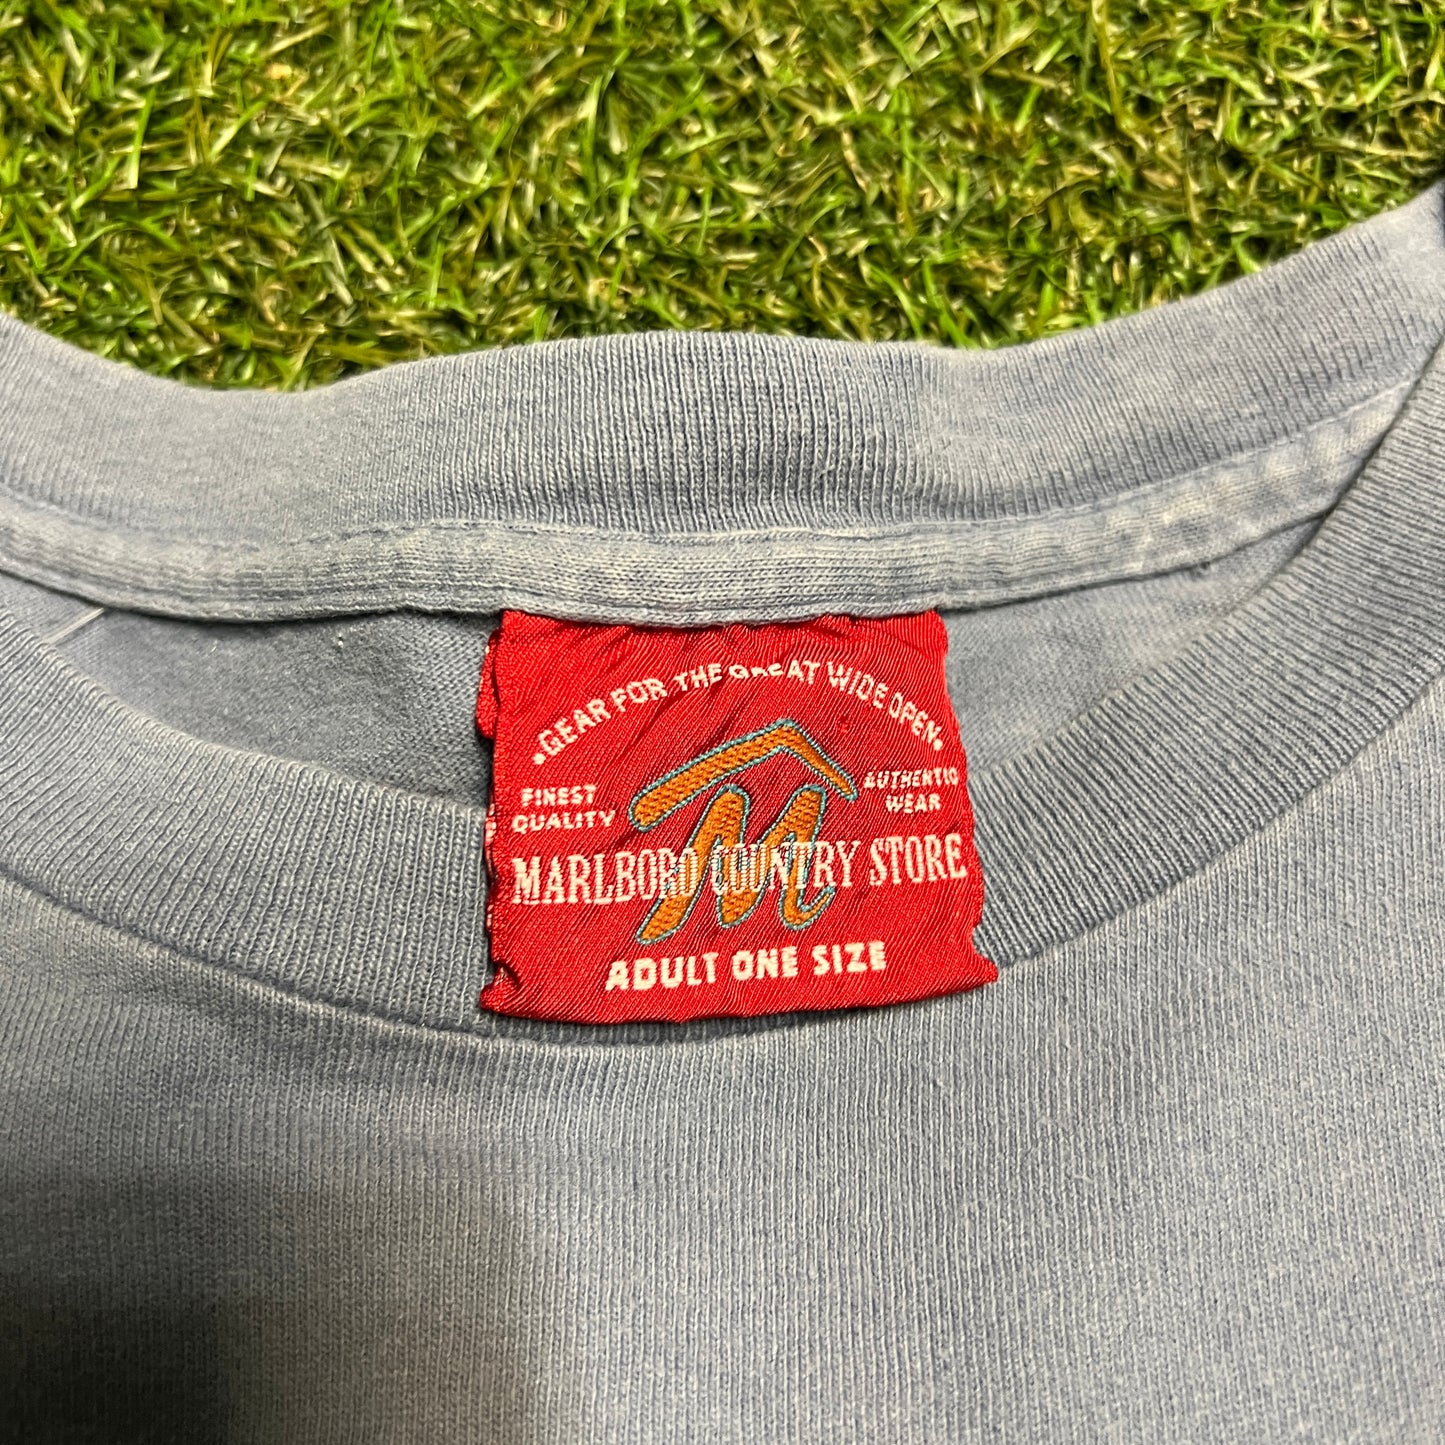 •GEAR FOR THE GREAT WIDE OPEN•
FINEST QUALITY
AUTHENTIC WEAR
M
MARLBORO COUNTRY STORE
ADULT ONE SIZE